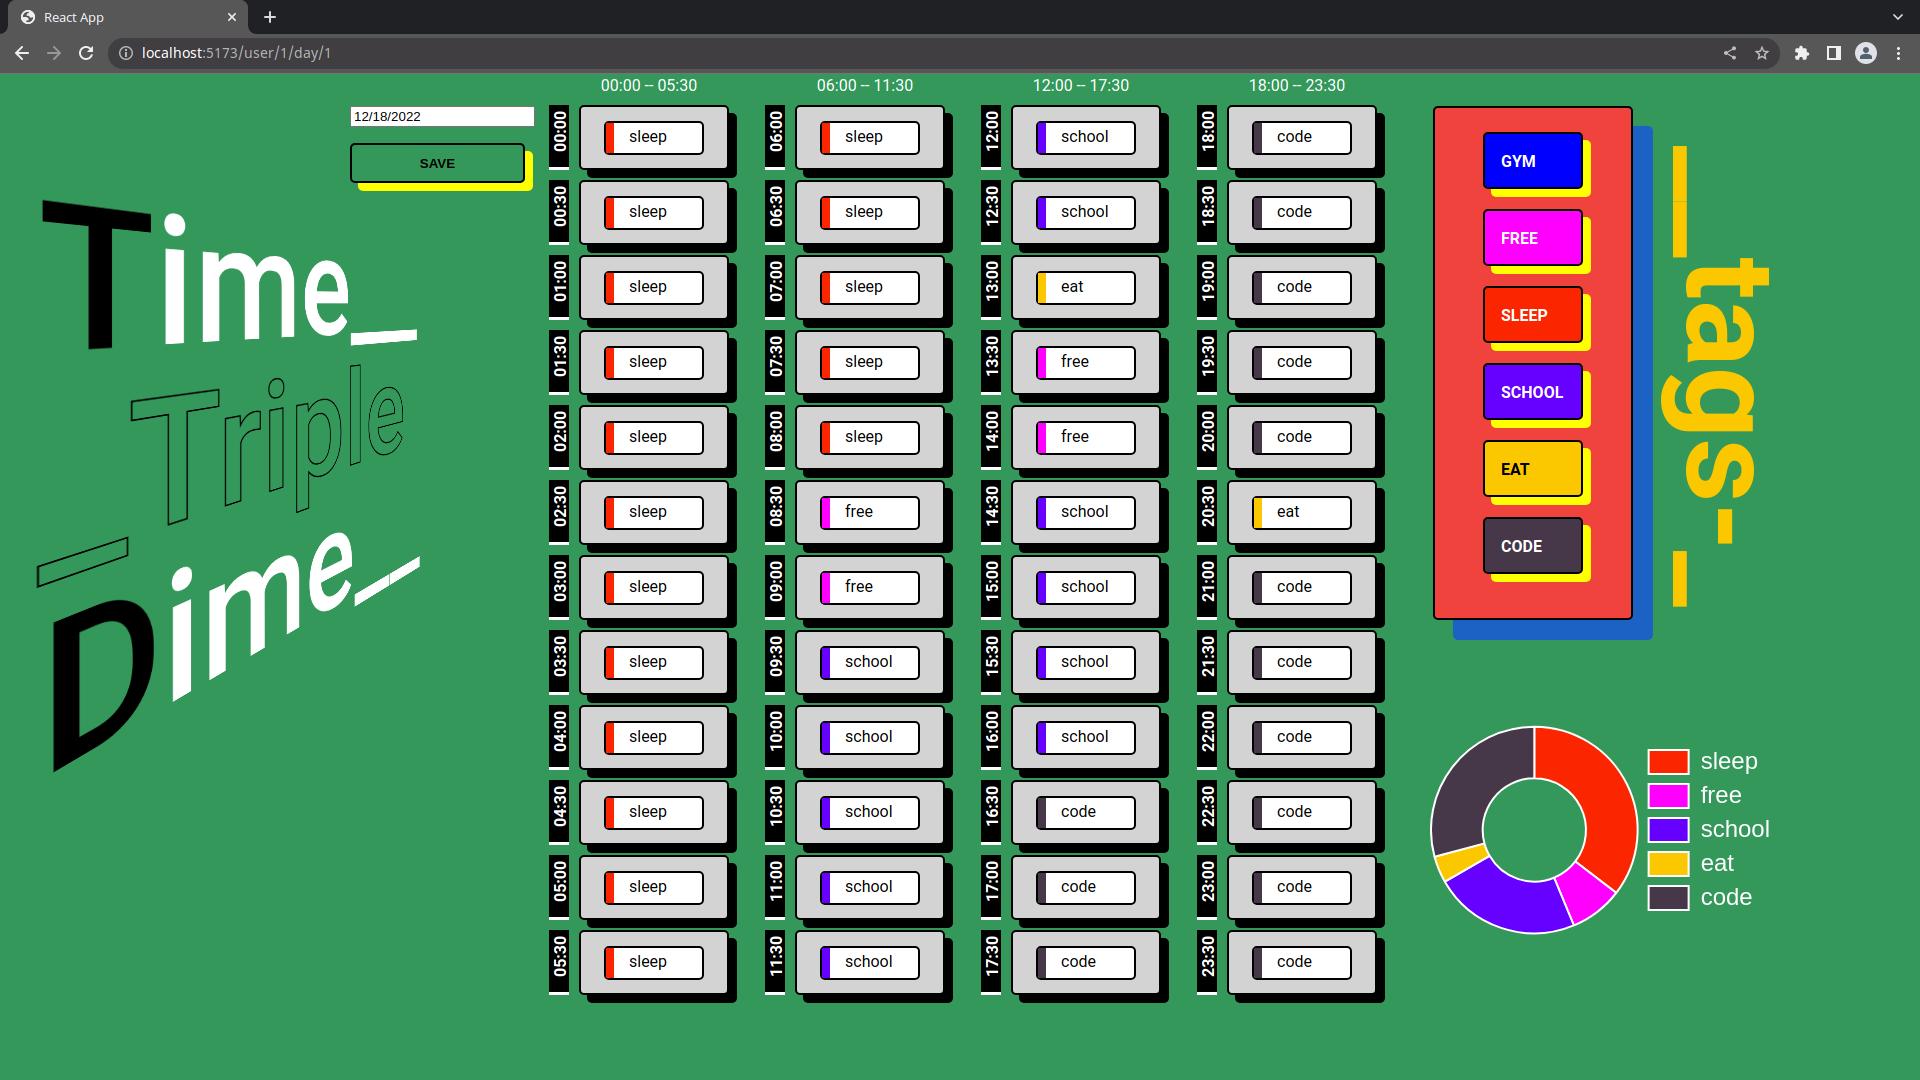 React App
localhost:5173/user/1/day/1
12/18/2022
SAVE
Time_
Triple
_
Dime_
00:00 – 05:30
00:00 sleep
00:30 sleep
01:00 sleep
01:30 sleep
02:00 sleep
02:30 sleep
03:00 sleep
03:30 sleep
04:00 sleep
04:30 sleep
05:00 sleep
05:30 sleep
06:00 – 11:30
06:00 sleep
06:30 sleep
07:00 sleep
07:30 sleep
08:00 sleep
08:30 free
09:00 free
09:30 school
10:00 school
10:30 school
11:00 school
11:30 school
12:00 – 17:30
12:00 school
12:30 school
13:00 eat
13:30 free
14:00 free
14:30 school
15:00 school
15:30 school
16:00 school
16:30 code
17:00 code
17:30 code
18:00 – 23:30
18:00 code
18:30 code
19:00 code
19:30 code
20:00 code
20:30 eat
21:00 code
21:30 code
22:00 code
22:30 code
23:00 code
23:30 code
GYM
FREE
SLEEP
SCHOOL
EAT
CODE
__tags-_
sleep
free
school
eat
code